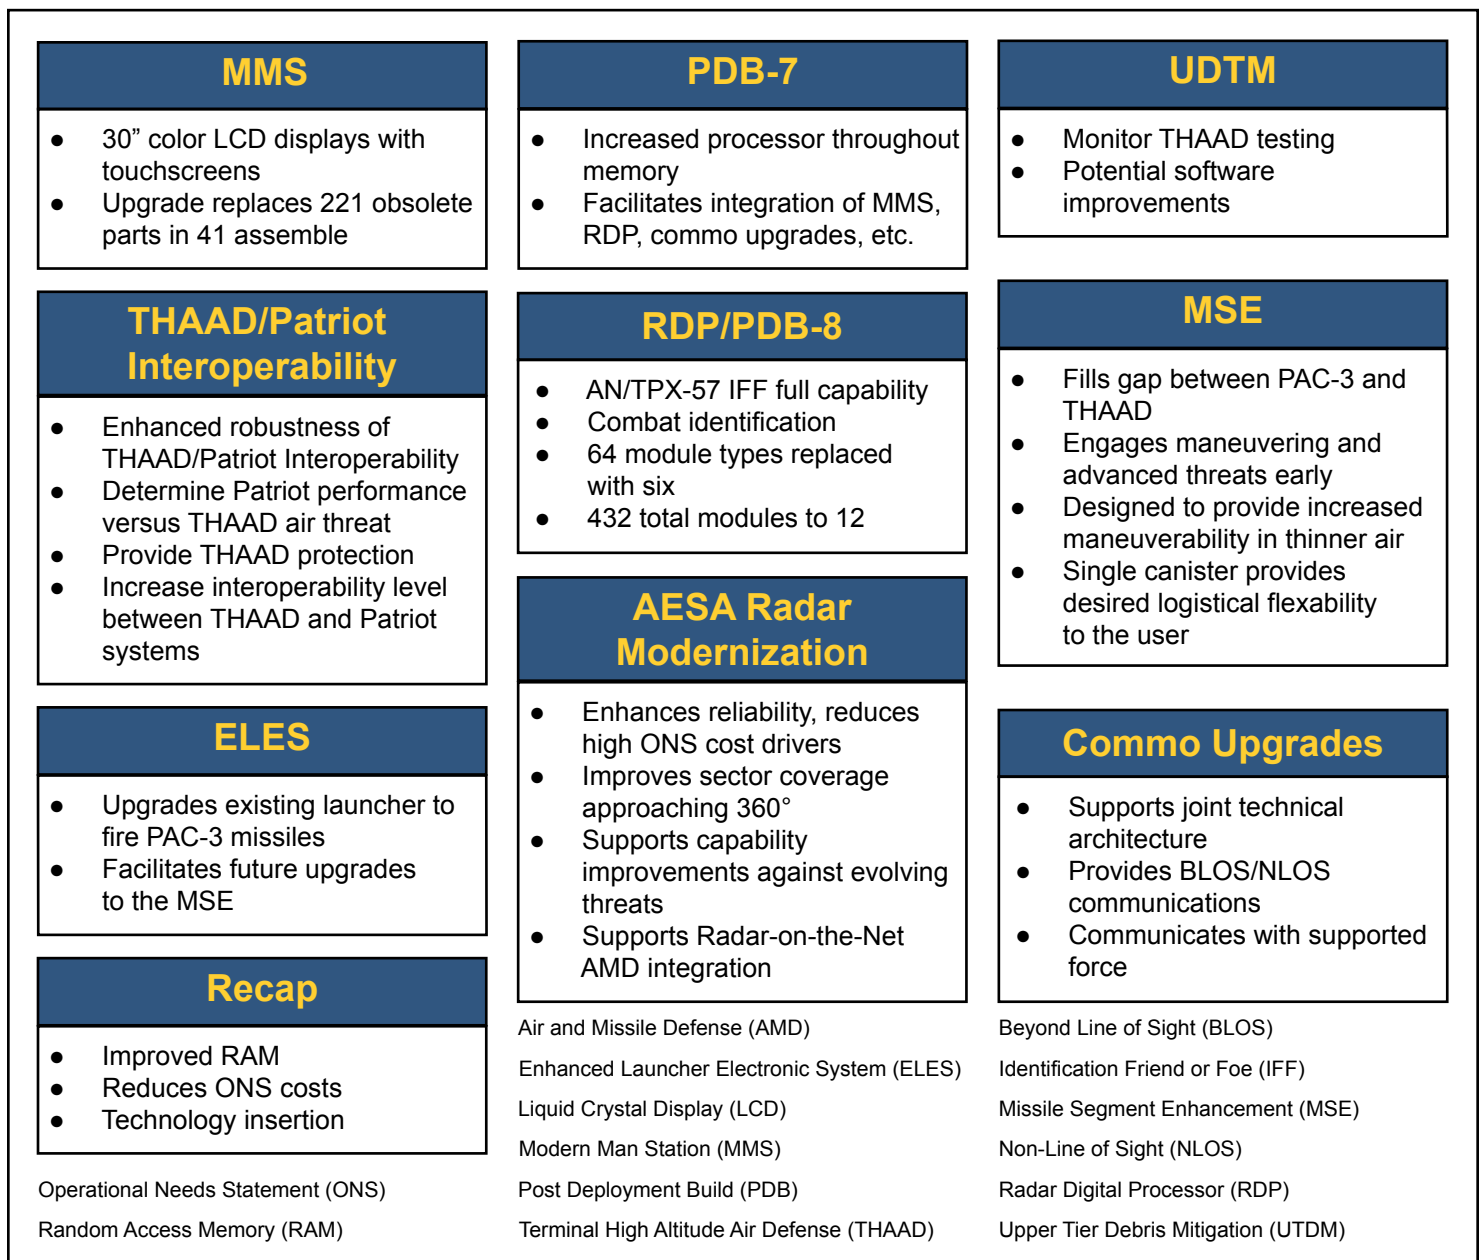 MMS
● 30” color LCD displays with
touchscreens
● Upgrade replaces 221 obsolete
parts in 41 assemble
THAAD/Patriot
Interoperability
● Enhanced robustness of
THAAD/Patriot Interoperability
● Determine Patriot performance
versus THAAD air threat
● Provide THAAD protection
● Increase interoperability level
between THAAD and Patriot
systems
ELES
● Upgrades existing launcher to
fire PAC-3 missiles
● Facilitates future upgrades
to the MSE
Recap
● Improved RAM
● Reduces ONS costs
● Technology insertion
Operational Needs Statement (ONS)
Random Access Memory (RAM)
PDB-7
● Increased processor throughout
memory
● Facilitates integration of MMS,
RDP, commo upgrades, etc.
RDP/PDB-8
● AN/TPX-57 IFF full capability
● Combat identification
● 64 module types replaced
with six
● 432 total modules to 12
AESA Radar
Modernization
● Enhances reliability, reduces
high ONS cost drivers
● Improves sector coverage
approaching 360°
● Supports capability
improvements against evolving
threats
● Supports Radar-on-the-Net
AMD integration
Air and Missile Defense (AMD)
Enhanced Launcher Electronic System (ELES)
Liquid Crystal Display (LCD)
Modern Man Station (MMS)
Post Deployment Build (PDB)
Terminal High Altitude Air Defense (THAAD)
UDTM
● Monitor THAAD testing
● Potential software
improvements
MSE
● Fills gap between PAC-3 and
THAAD
● Engages maneuvering and
advanced threats early
● Designed to provide increased
maneuverability in thinner air
● Single canister provides
desired logistical flexability
to the user
Commo Upgrades
● Supports joint technical
architecture
● Provides BLOS/NLOS
communications
● Communicates with supported
force
Beyond Line of Sight (BLOS)
Identification Friend or Foe (IFF)
Missile Segment Enhancement (MSE)
Non-Line of Sight (NLOS)
Radar Digital Processor (RDP)
Upper Tier Debris Mitigation (UTDM)